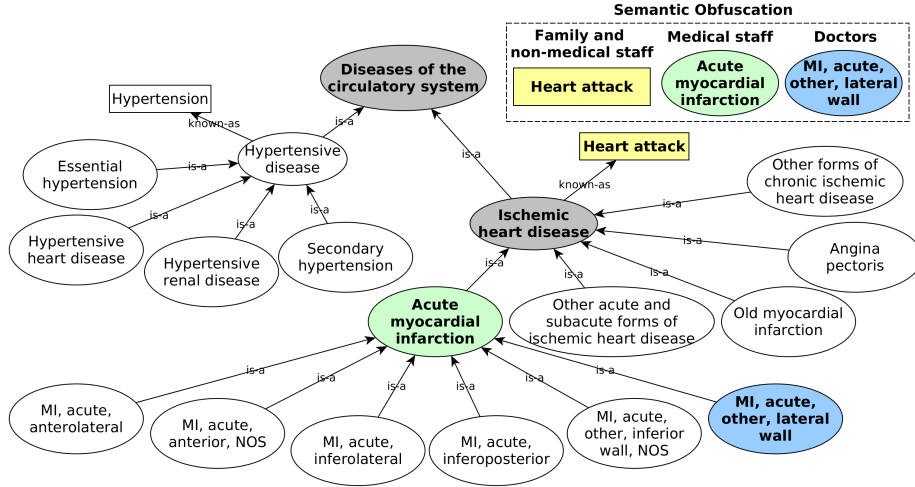 Semantic Obfuscation
Family and
non-medical staff
Heart attack
Medical staff
Acute
myocardial
infarction
Doctors
MI, acute,
other, lateral
wall
Diseases of the
circulatory system
Hypertension
known-as
is-a
Hypertensive
disease
is-a
Heart attack
known-as
Essential
hypertension
is-a
Other forms of
chronic ischemic
heart disease
is-a
Hypertensive
heart disease
is-a
Hypertensive
renal disease
is-a
Secondary
hypertension
is-a
Ischemic
heart disease
Angina
pectoris
is-a
is-a
is-a
is-a
Acute
myocardial
infarction
Other acute and
subacute forms of
ischemic heart disease
Old myocardial
infarction
is-a
is-a
is-a
is-a
is-a
is-a
MI, acute,
anterolateral
MI, acute,
anterior, NOS
MI, acute,
inferolateral
MI, acute,
inferoposterior
MI, acute,
other, inferior
wall, NOS
MI, acute,
other, lateral
wall